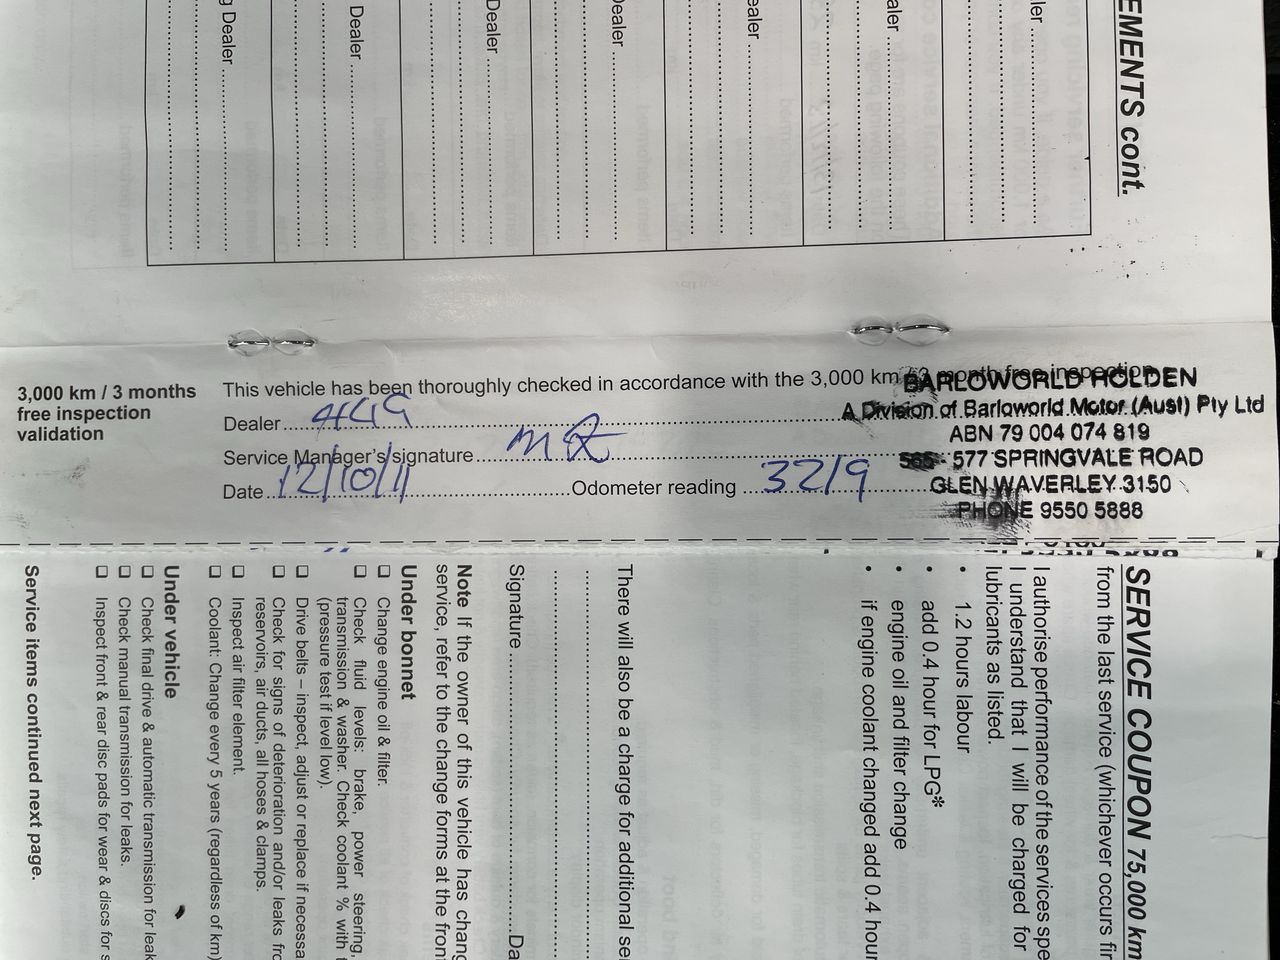 EMENTS cont.
ler
aler
ealer
Dealer
Dealer
Dealer
g Dealer
3,000 km / 3 months
free inspection
validation
This vehicle has been thoroughly checked in accordance with the 3,000 km /3 month free inspection
Dealer 449
Service Manager's signature
Date 12/10/11 Odometer reading 3219
BARLOWORLD HOLDEN
A Division of Barloworld Motor (Aust) Pty Ltd
ABN 79 004 074 819
565 - 577 SPRINGVALE ROAD
GLEN WAVERLEY 3150
PHONE 9550 5888
SERVICE COUPON 75,000 km
from the last service (whichever occurs fir
I authorise performance of the services spe
I understand that I will be charged for
lubricants as listed.
• 1.2 hours labour
• add 0.4 hour for LPG*
• engine oil and filter change
• if engine coolant changed add 0.4 hour
There will also be a charge for additional se
Signature Da
Note If the owner of this vehicle has chang
service, refer to the change forms at the front
Under bonnet
❑ Change engine oil & filter.
❑ Check fluid levels: brake, power steering,
transmission & washer. Check coolant % with
(pressure test if level low).
❑ Drive belts – inspect, adjust or replace if necessa
❑ Check for signs of deterioration and/or leaks fro
reservoirs, air ducts, all hoses & clamps.
❑ Inspect air filter element.
❑ Coolant: Change every 5 years (regardless of km)
Under vehicle
❑ Check final drive & automatic transmission for leak
❑ Check manual transmission for leaks.
❑ Inspect front & rear disc pads for wear & discs for s
Service items continued next page.